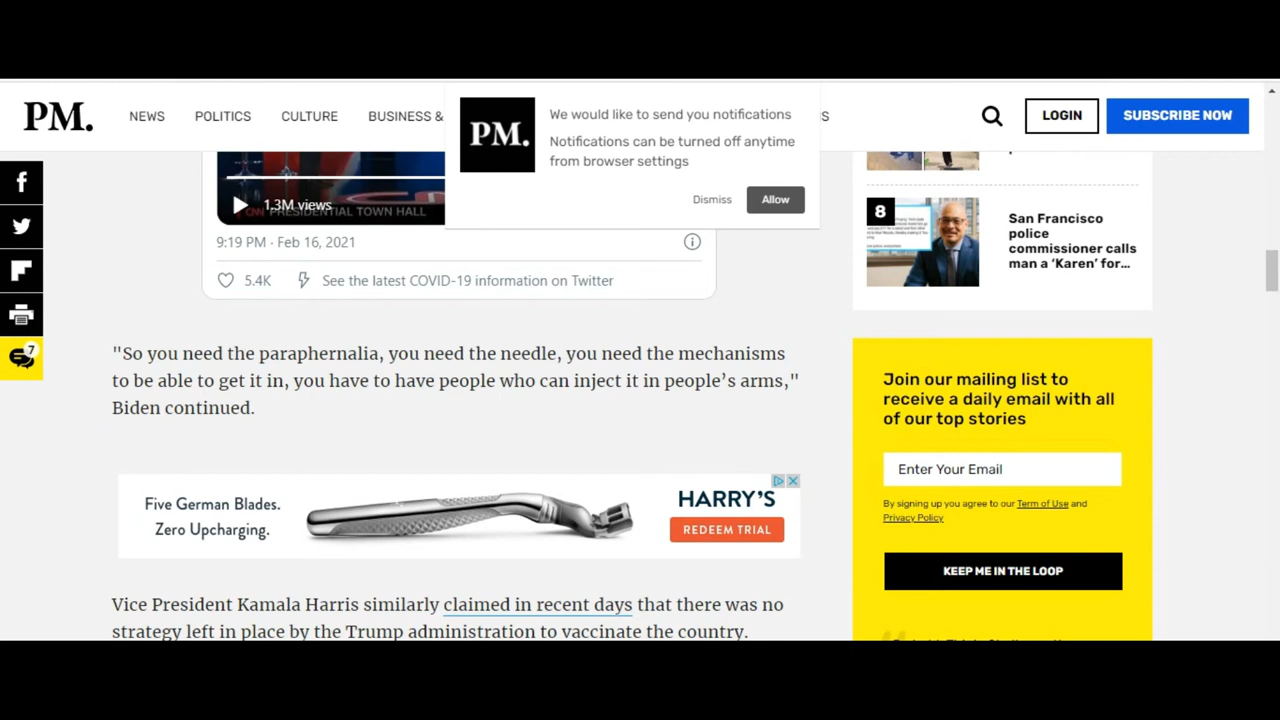 PM.
NEWS
POLITICS
CULTURE
BUSINESS &
S
LOGIN
SUBSCRIBE NOW
PM.
We would like to send you notifications
Notifications can be turned off anytime
from browser settings
Dismiss
Allow
1.3M views
CNN PRESIDENTIAL TOWN HALL
9:19 PM · Feb 16, 2021
5.4K
See the latest COVID-19 information on Twitter
7
"So you need the paraphernalia, you need the needle, you need the mechanisms
to be able to get it in, you have to have people who can inject it in people’s arms,"
Biden continued.
Five German Blades.
Zero Upcharging.
HARRY'S
REDEEM TRIAL
Vice President Kamala Harris similarly claimed in recent days that there was no
strategy left in place by the Trump administration to vaccinate the country.
8
San Francisco
police
commissioner calls
man a ‘Karen’ for...
Join our mailing list to
receive a daily email with all
of our top stories
Enter Your Email
By signing up you agree to our Term of Use and
Privacy Policy
KEEP ME IN THE LOOP